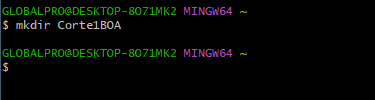 GLOBALPRO@DESKTOP-8O71MK2 MINGW64 ~
$ mkdir Corte1BOA
GLOBALPRO@DESKTOP-8O71MK2 MINGW64 ~
$